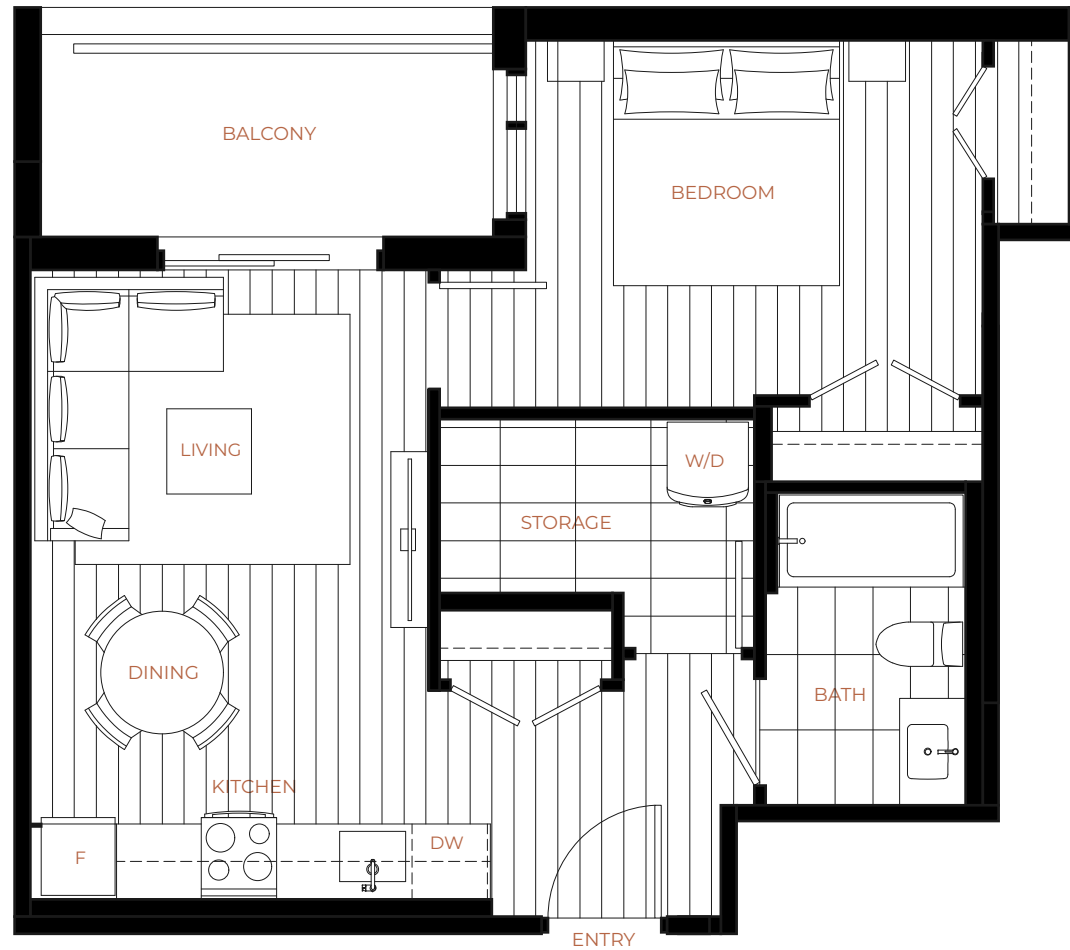 BALCONY
BEDROOM
LIVING
W/D
STORAGE
DINING
BATH
KITCHEN
F
DW
ENTRY